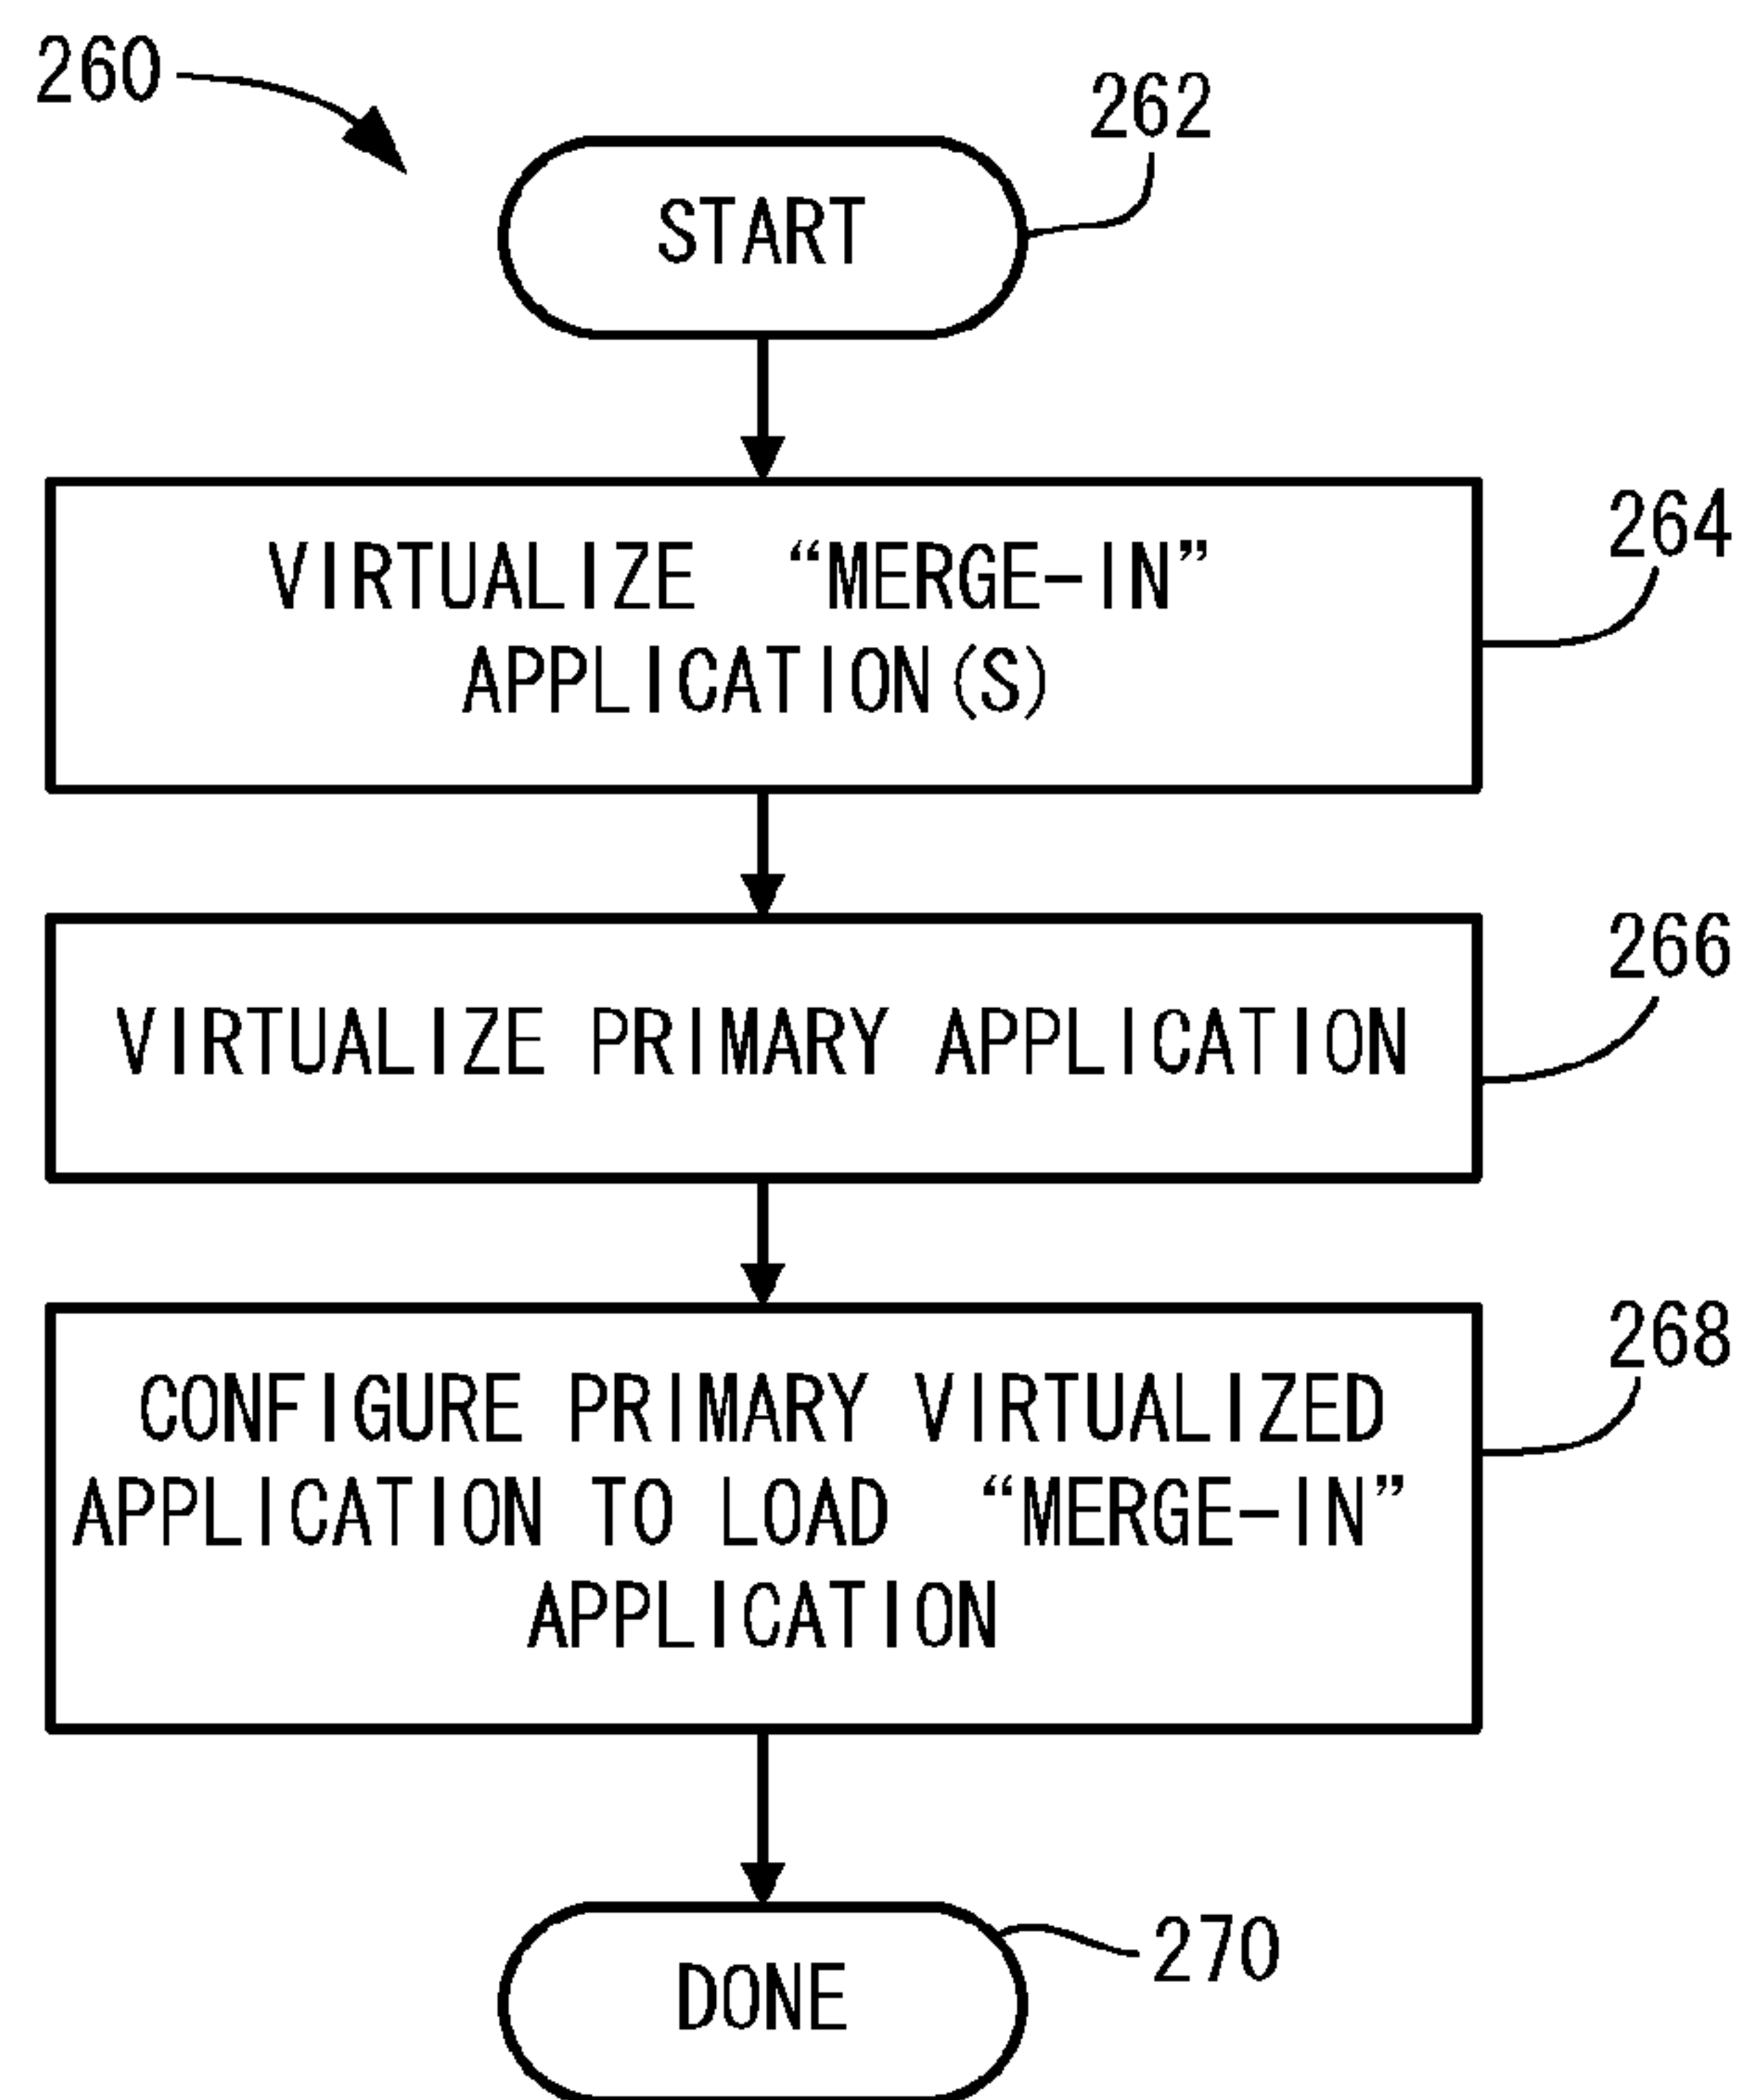 260
262
START
264
VIRTUALIZE “MERGE-IN”
APPLICATION(S)
266
VIRTUALIZE PRIMARY APPLICATION
268
CONFIGURE PRIMARY VIRTUALIZED
APPLICATION TO LOAD “MERGE-IN”
APPLICATION
270
DONE